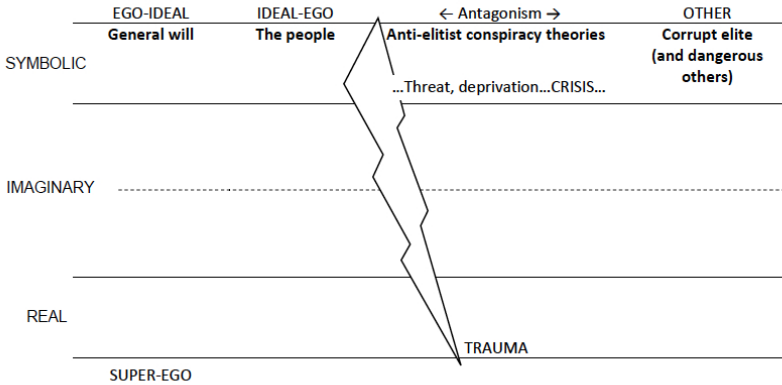 EGO-IDEAL IDEAL-EGO ← Antagonism → OTHER
General will The people Anti-elitist conspiracy theories Corrupt elite
(and dangerous
others)
SYMBOLIC
...Threat, deprivation...CRISIS...
IMAGINARY
REAL
TRAUMA
SUPER-EGO